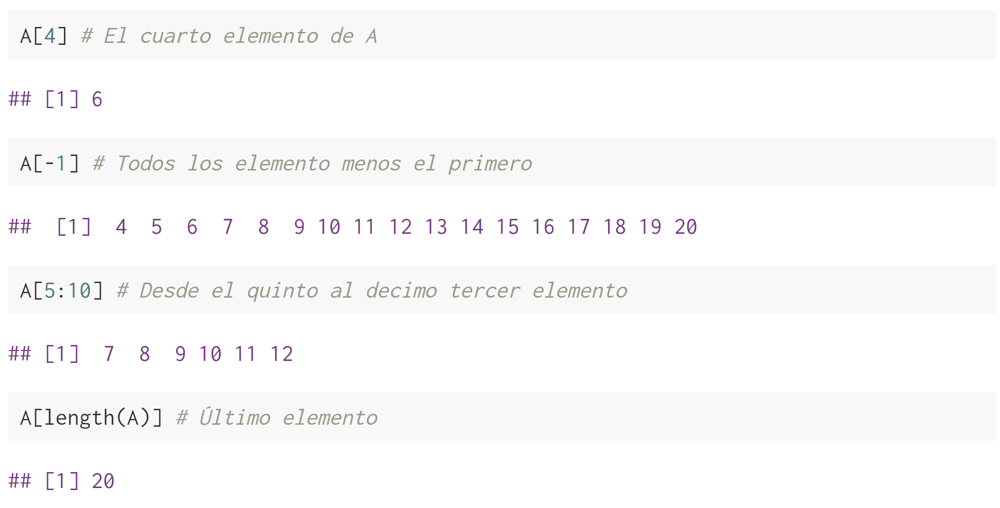 A[4] # El cuarto elemento de A
## [1] 6
A[-1] # Todos los elemento menos el primero
##  [1]  4  5  6  7  8  9 10 11 12 13 14 15 16 17 18 19 20
A[5:10] # Desde el quinto al decimo tercer elemento
## [1]  7  8  9 10 11 12
A[length(A)] # Último elemento
## [1] 20